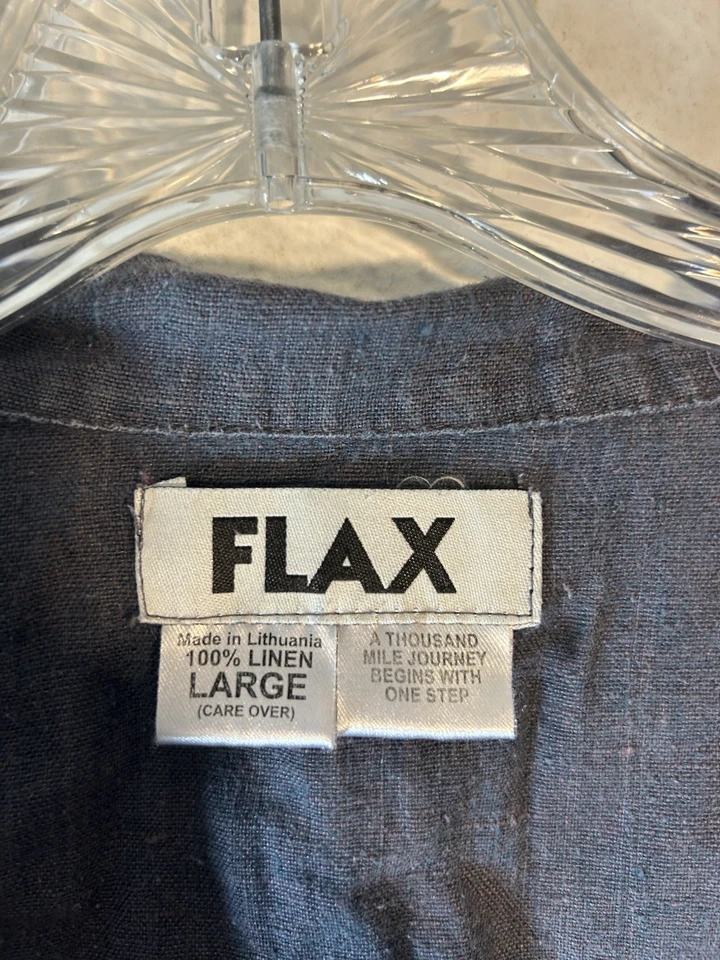 FLAX
Made in Lithuania
100% LINEN
LARGE
(CARE OVER)
A THOUSAND
MILE JOURNEY
BEGINS WITH
ONE STEP